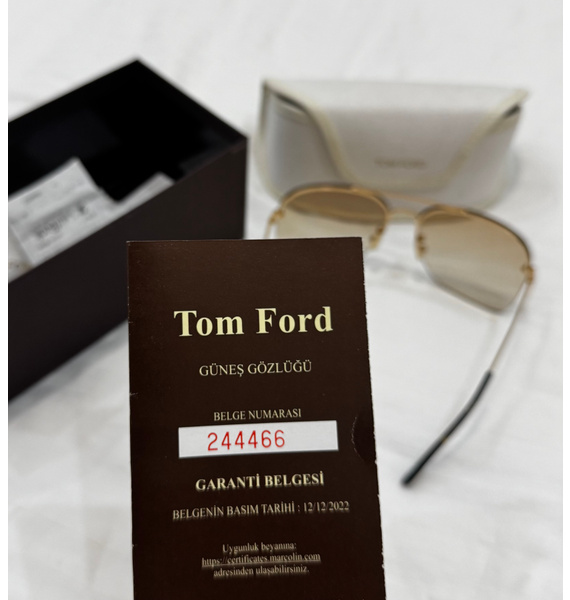 Tom Ford
GÜNEŞ GÖZLÜĞÜ
BELGE NUMARASI
244466
GARANTİ BELGESİ
BELGENİN BASIM TARİHİ : 12/12/2022
Uygunluk beyanına:
https://certificates.marcolin.com
adresinden ulaşabilirsiniz.